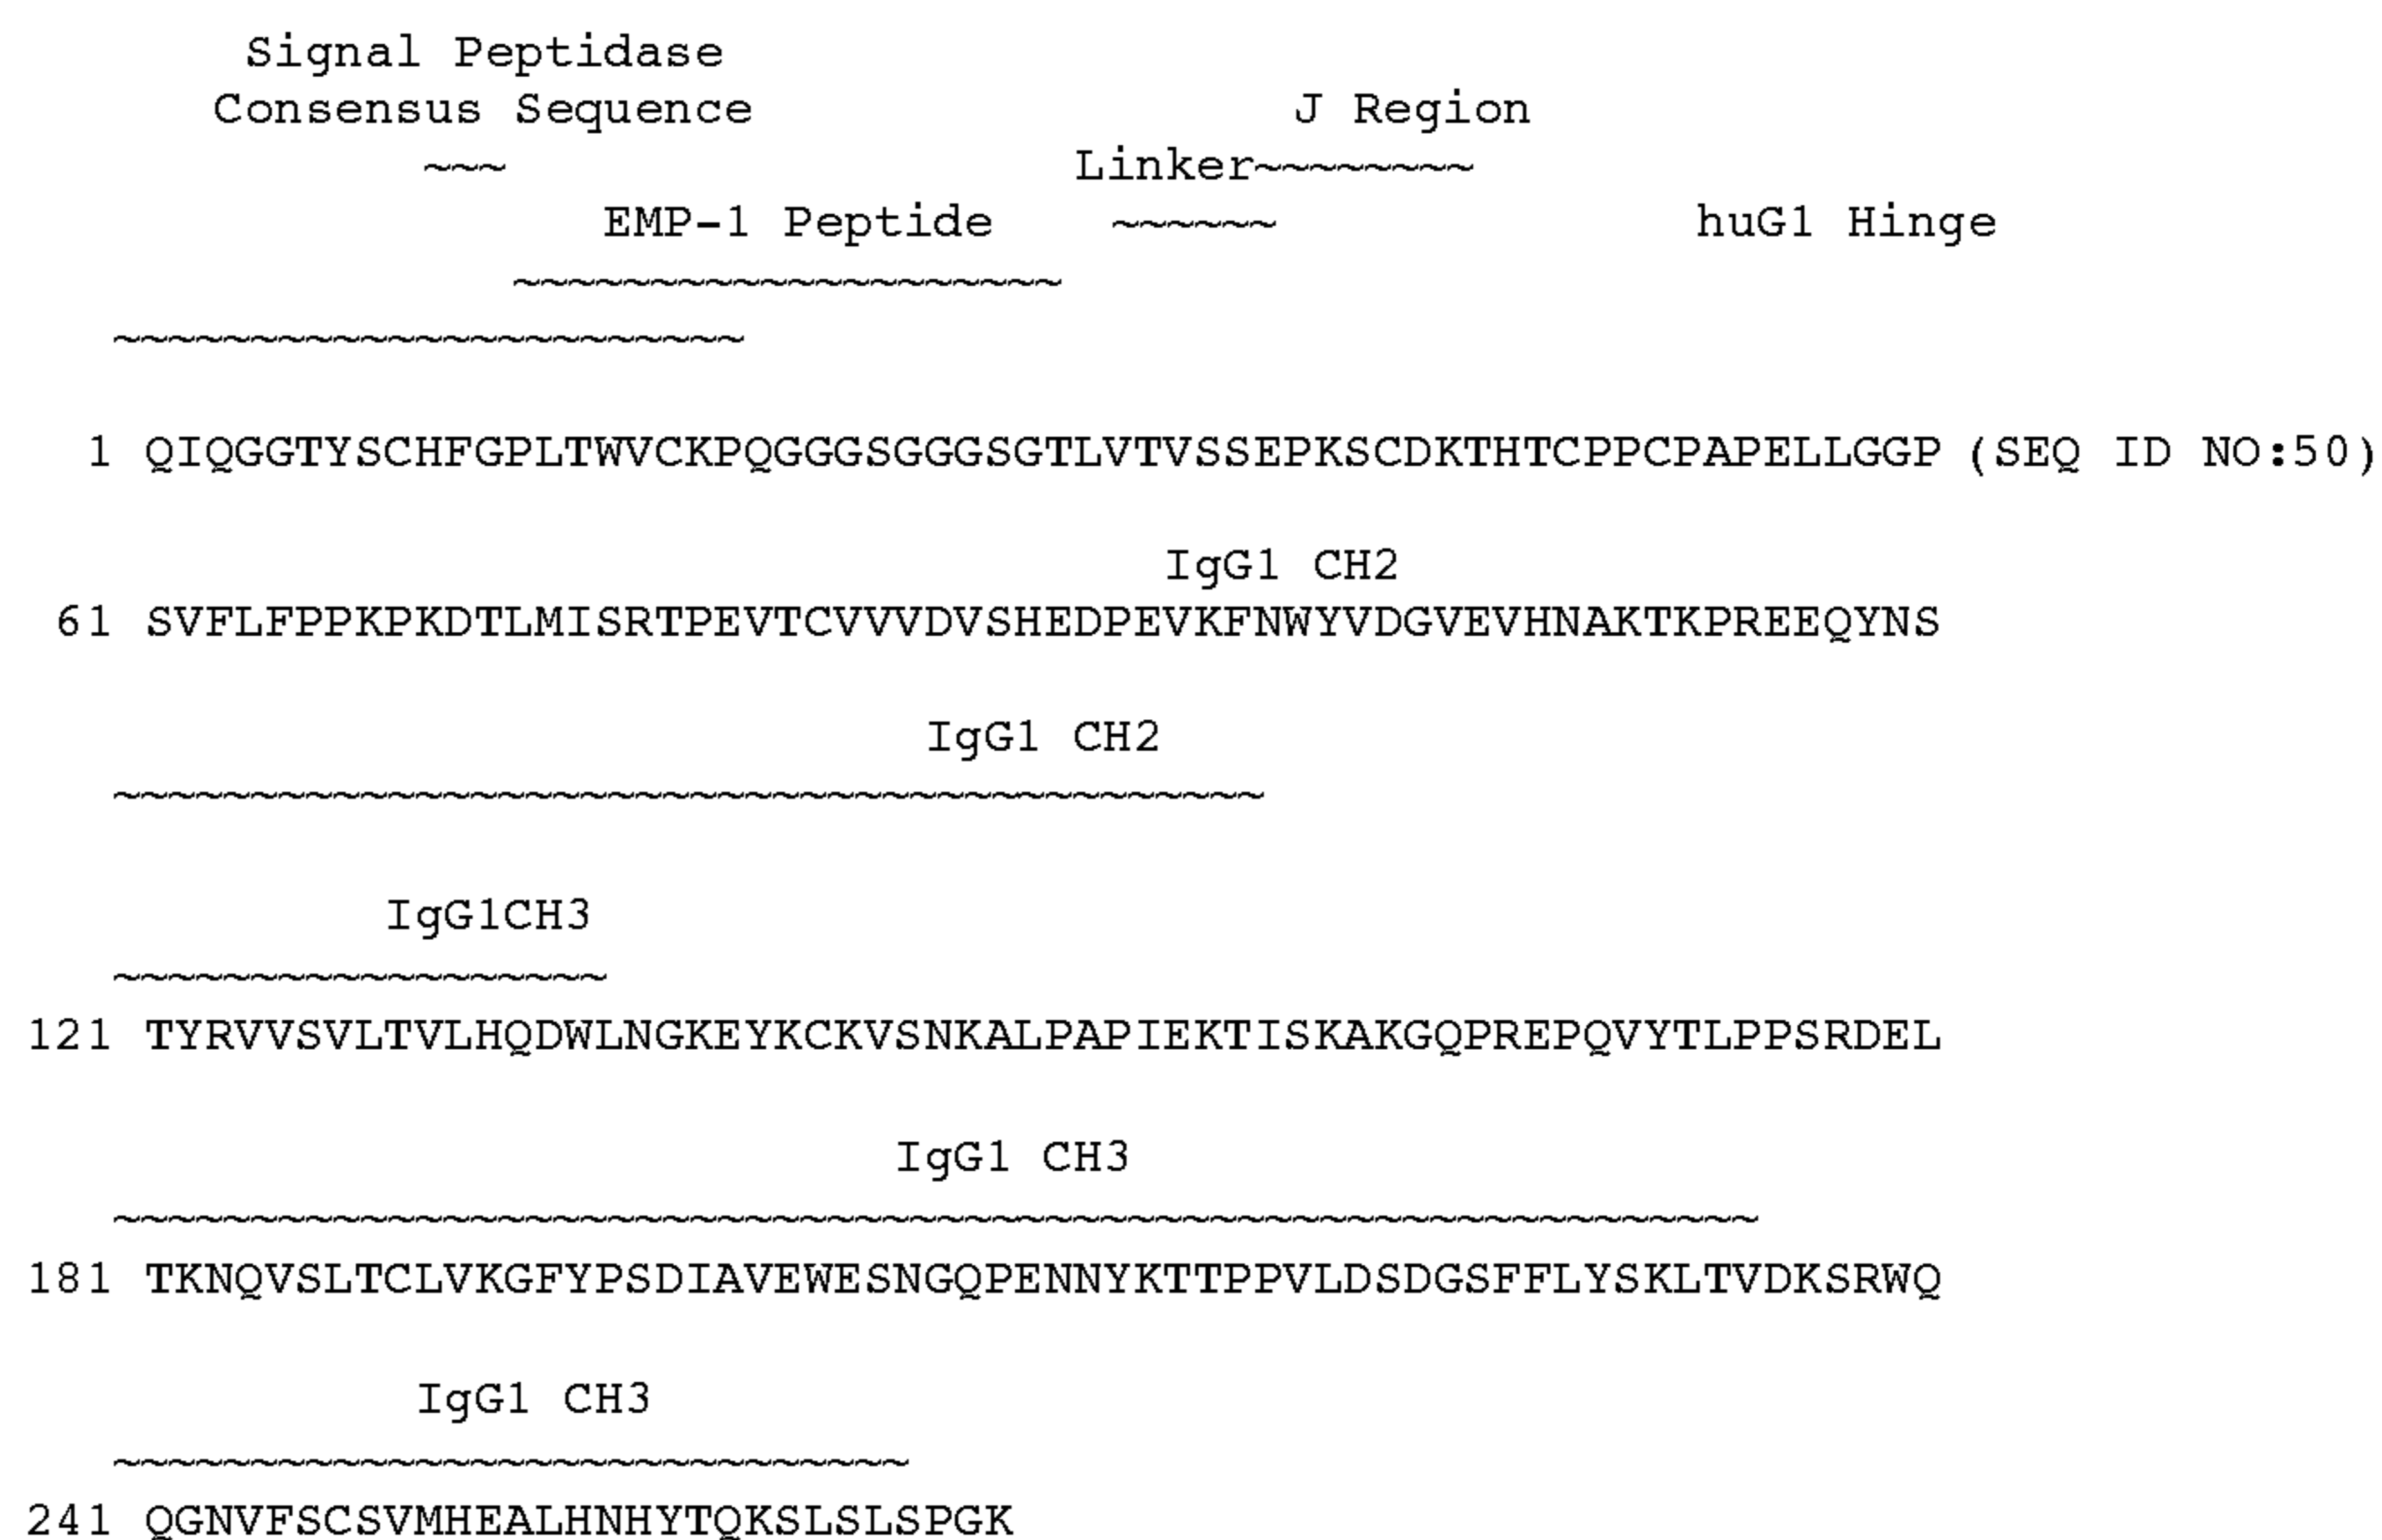 Signal Peptidase
Consensus Sequence J Region
~~~ Linker~~~~~~~~
EMP-1 Peptide ~~~~~~ huG1 Hinge
~~~~~~~~~~~~~~~~~~~~
~~~~~~~~~~~~~~~~~~~~~~~
1 QIQGGTYSCHFGPLTWVCKPQGGGSGGGSGTLVTVSSEPKSCDKTHTCPPCPAPELLGGP (SEQ ID NO:50)
IgG1 CH2
61 SVFLFPPKPKDTLMISRTPEVTCVVVDVSHEDPEVKFNWYVDGVEVHNAKTKPREEQYNS
IgG1 CH2
~~~~~~~~~~~~~~~~~~~~~~~~~~~~~~~~~~~~~~~~~~
IgG1CH3
~~~~~~~~~~~~~~~~~~
121 TYRVVSVLTVLHQDWLNGKEYKCKVSNKALPAPIEKTISKAKGQPREPQVYTLPPSRDEL
IgG1 CH3
~~~~~~~~~~~~~~~~~~~~~~~~~~~~~~~~~~~~~~~~~~~~~~~~~~~~~~~~~~~~
181 TKNQVSLTCLVKGFYPSDIAVEWESNGQPENNYKTTPPVLDSDGSFFLYSKLTVDKSRWQ
IgG1 CH3
~~~~~~~~~~~~~~~~~~~~~~~~~~~~~
241 QGNVFSCSVMHEALHNHYTQKSLSLSPGK